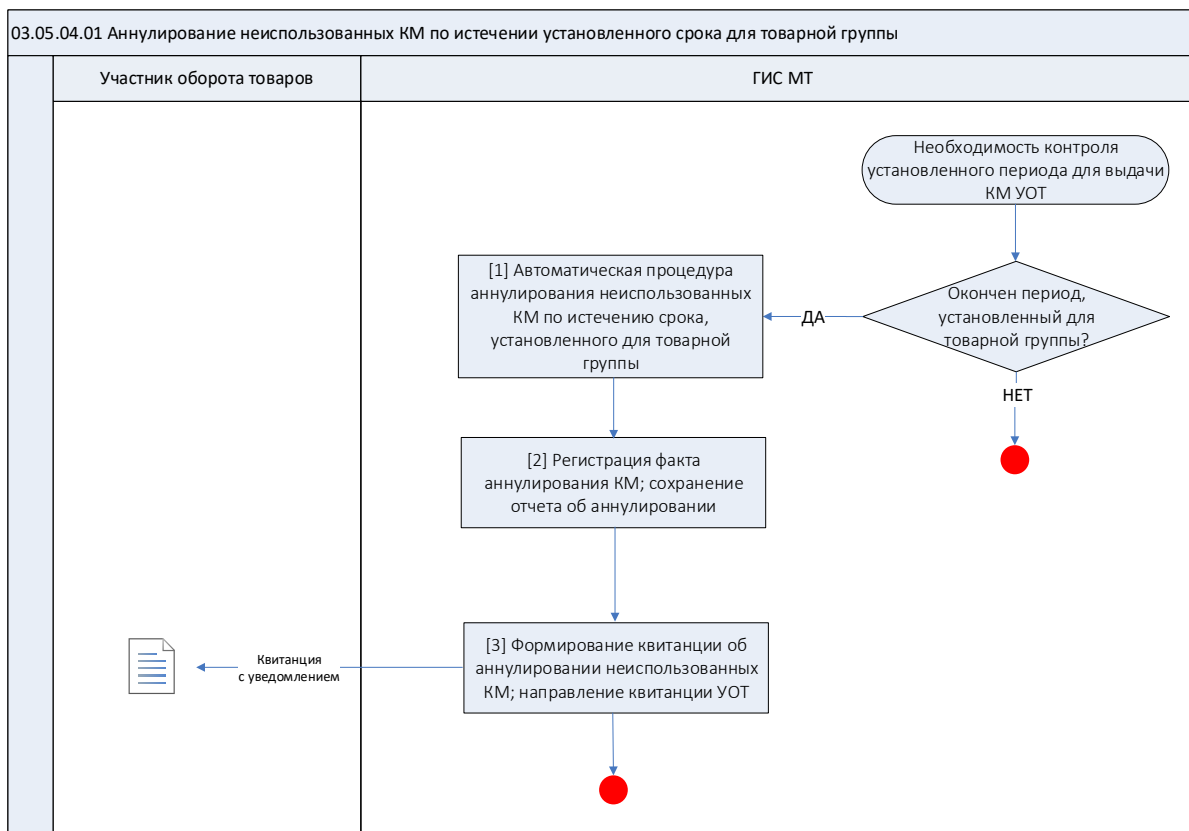 03.05.04.01 Аннулирование неиспользованных КМ по истечении установленного срока для товарной группы
Участник оборота товаров
ГИС МТ
Необходимость контроля
установленного периода для выдачи
КМ УОТ
Окончен период,
установленный для
товарной группы?
ДА
НЕТ
[1] Автоматическая процедура
аннулирования неиспользованных
КМ по истечению срока,
установленного для товарной
группы
[2] Регистрация факта
аннулирования КМ; сохранение
отчета об аннулировании
[3] Формирование квитанции об
аннулировании неиспользованных
КМ; направление квитанции УОТ
Квитанция
с уведомлением